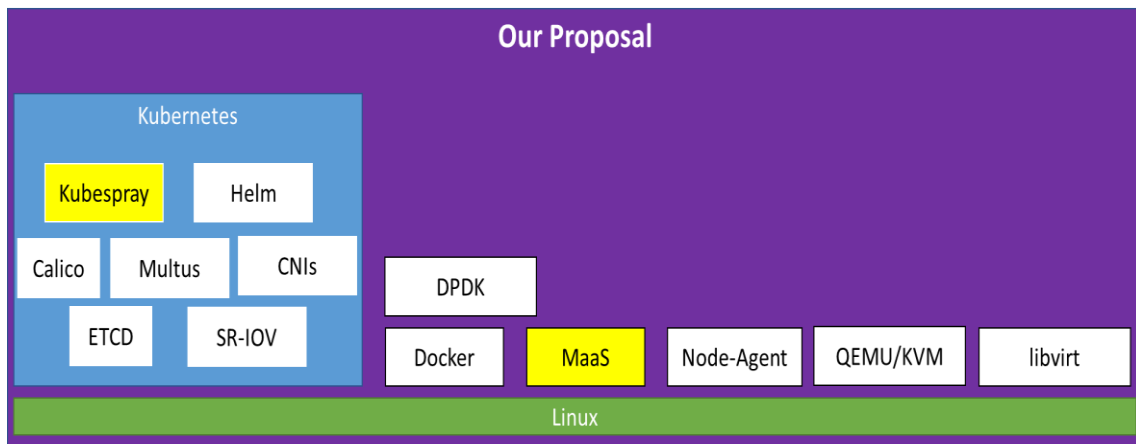 Our Proposal
Kubernetes
Kubespray
Helm
Calico
Multus
CNIs
ETCD
SR-IOV
DPDK
Docker
MaaS
Node-Agent
QEMU/KVM
libvirt
Linux